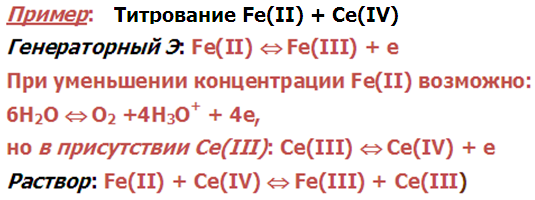 Пример: Титрование Fe(II) + Ce(IV)
Генераторный Э: Fe(II) ⇔ Fe(III) + e
При уменьшении концентрации Fe(II) возможно:
6H₂O ⇔ O₂ +4H₃O⁺ + 4e,
но в присутствии Ce(III): Ce(III) ⇔ Ce(IV) + e
Раствор: Fe(II) + Ce(IV) ⇔ Fe(III) + Ce(III)